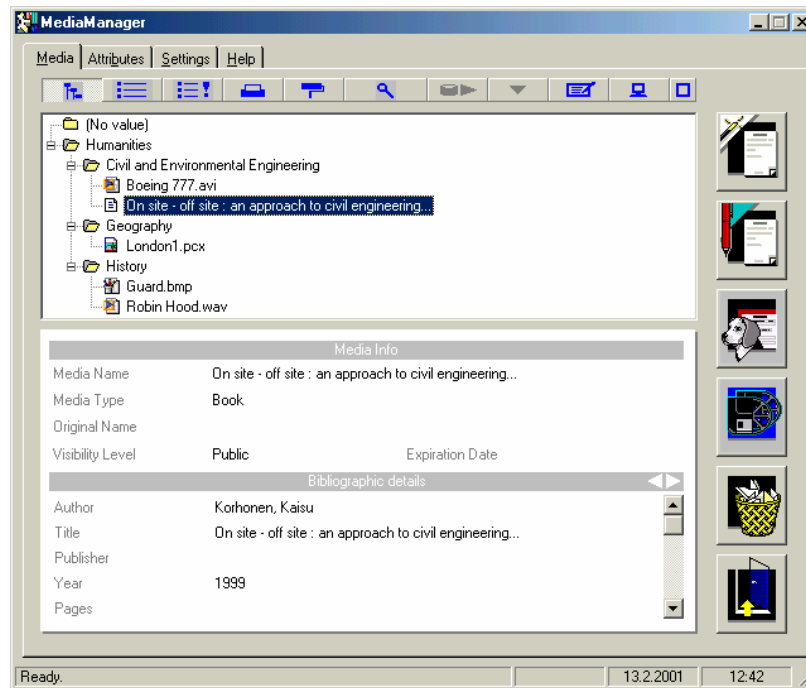 MediaManager
Media Attributes Settings Help
(No value)
Humanities
Civil and Environmental Engineering
Boeing 777.avi
On site - off site : an approach to civil engineering...
Geography
London1.pcx
History
Guard.bmp
Robin Hood.wav
Media Info
Media Name On site - off site : an approach to civil engineering...
Media Type Book
Original Name
Visibility Level Public Expiration Date
Bibliographic details
Author Korhonen, Kaisu
Title On site - off site : an approach to civil engineering...
Publisher
Year 1999
Pages
Ready. 13.2.2001 12:42